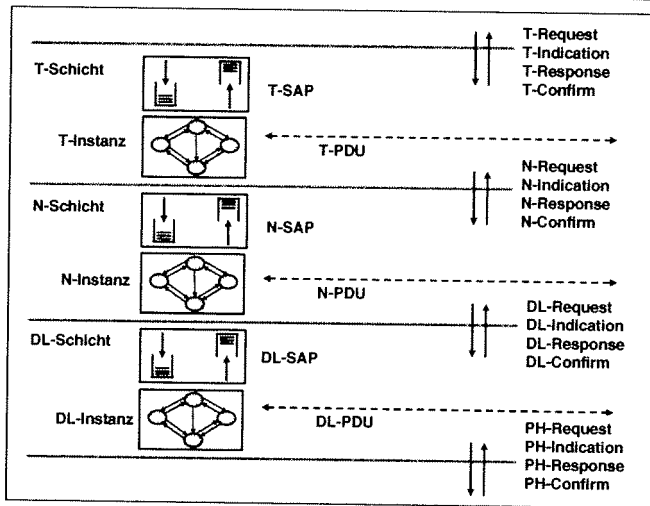 T-Request
T-Indication
T-Response
T-Confirm
T-Schicht
T-SAP
T-Instanz
T-PDU
N-Request
N-Indication
N-Response
N-Confirm
N-Schicht
N-SAP
N-Instanz
N-PDU
DL-Request
DL-Indication
DL-Response
DL-Confirm
DL-Schicht
DL-SAP
DL-Instanz
DL-PDU
PH-Request
PH-Indication
PH-Response
PH-Confirm